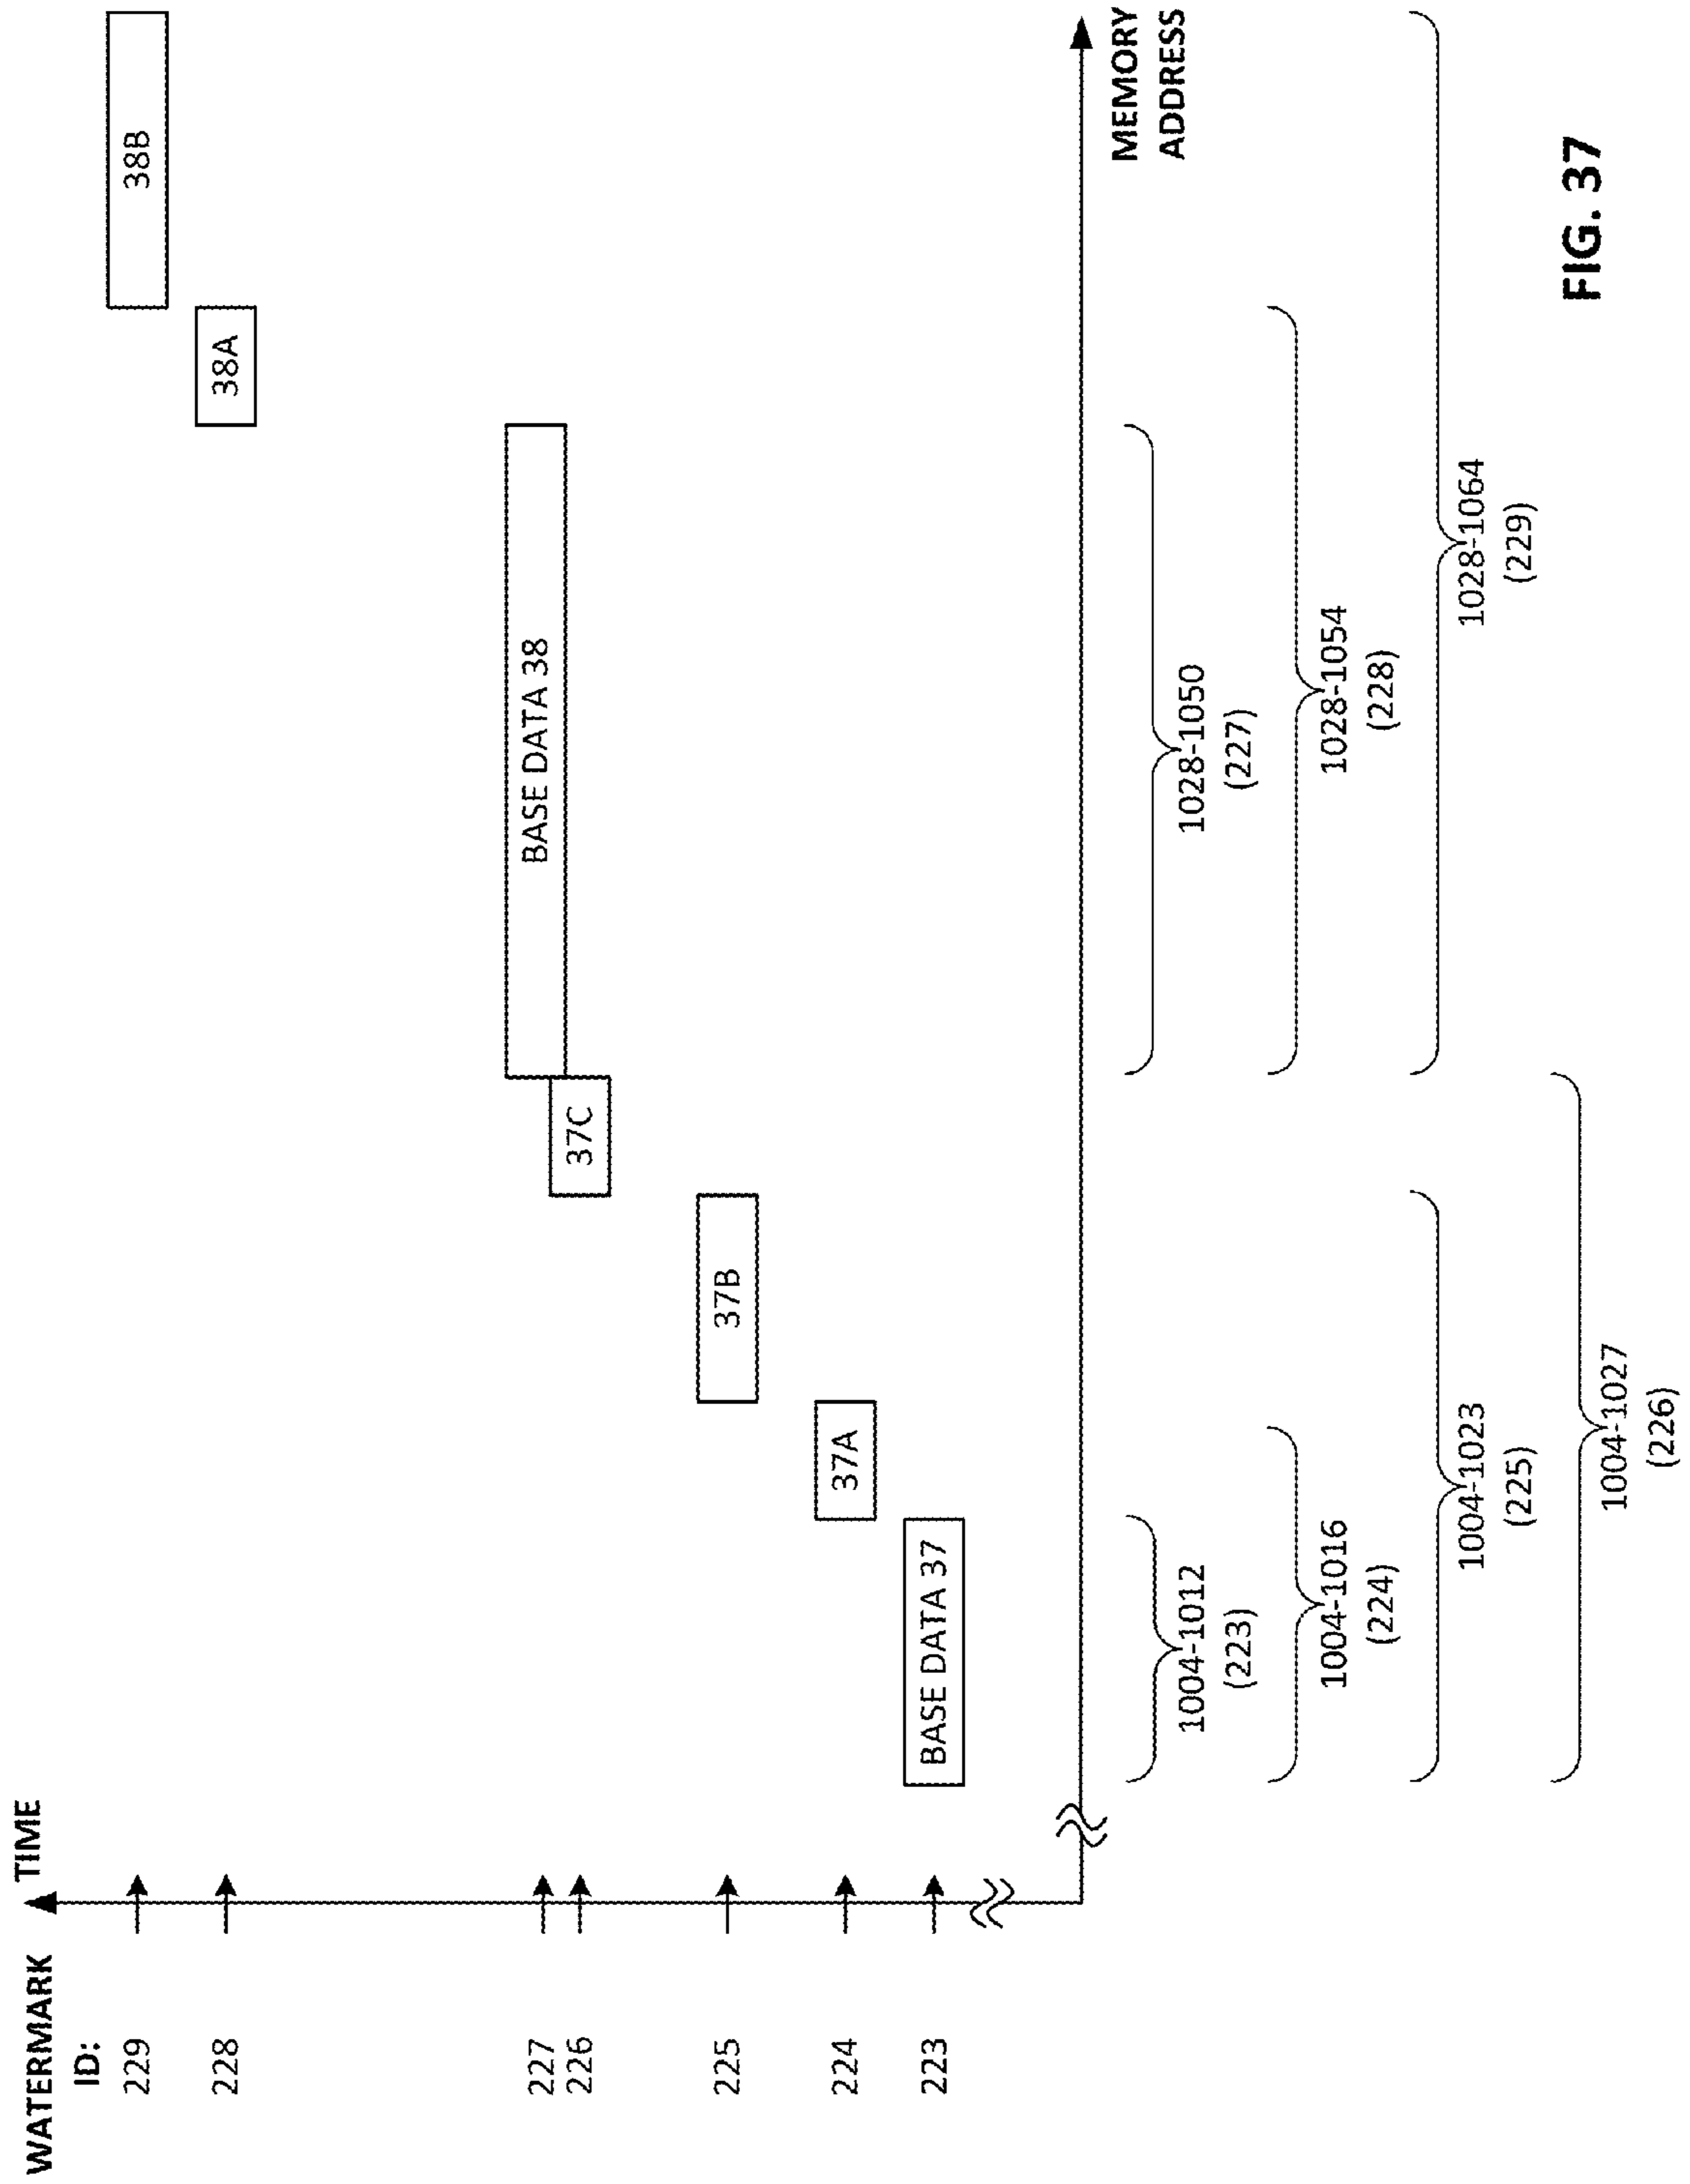 WATERMARK
ID:
TIME
229
228
227
226
225
224
223
38B
38A
BASE DATA 38
37C
37B
37A
BASE DATA 37
MEMORY
ADDRESS
1004-1012
(223)
1028-1050
(227)
1004-1016
(224)
1028-1054
(228)
1004-1023
(225)
1028-1064
(229)
1004-1027
(226)
FIG. 37